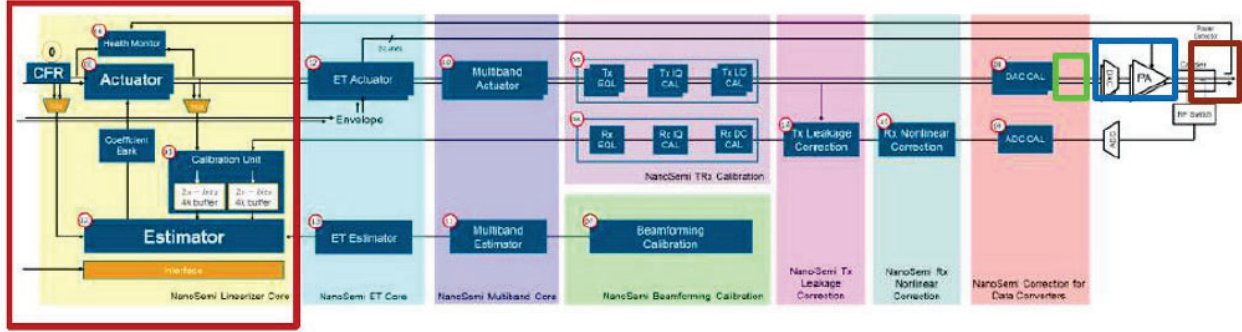 Health Monitor
CFR
Actuator
Coefficient
Bank
Calibration Unit
4k buffer
4k buffer
Estimator
Interface
NanoSemi Linearizer Core
ET Actuator
Envelope
ET Estimator
NanoSemi ET Core
Multiband
Actuator
Multiband
Estimator
NanoSemi Multiband Core
Tx
EQL
Tx IQ
CAL
Tx LO
CAL
Rx
EQL
Rx IQ
CAL
Rx DC
CAL
NanoSemi TRx Calibration
Beamforming
Calibration
NanoSemi Beamforming Calibration
Tx Leakage
Correction
NanoSemi Tx
Leakage
Correction
Rx Nonlinear
Correction
NanoSemi Rx
Nonlinear
Correction
DAC CAL
ADC CAL
NanoSemi Correction for
Data Converters
DAC
PA
Power
Detector
RF Switch
ADC